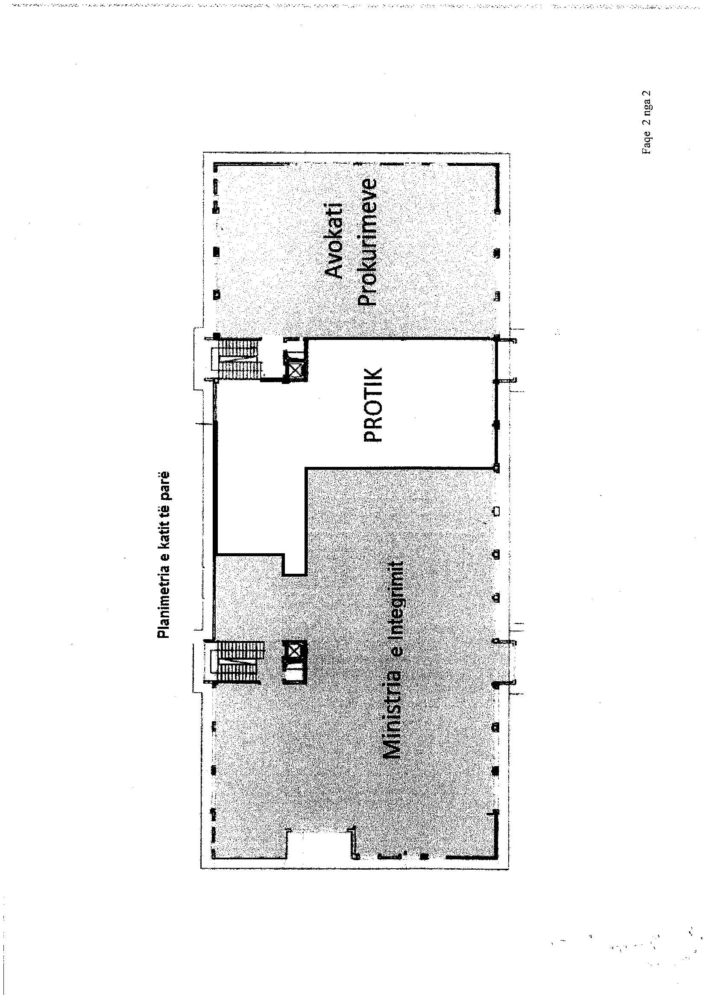 Planimetria e katit të parë
Ministria e Integrimit
PROTIK
Avokati
Prokurimeve
Faqe 2 nga 2